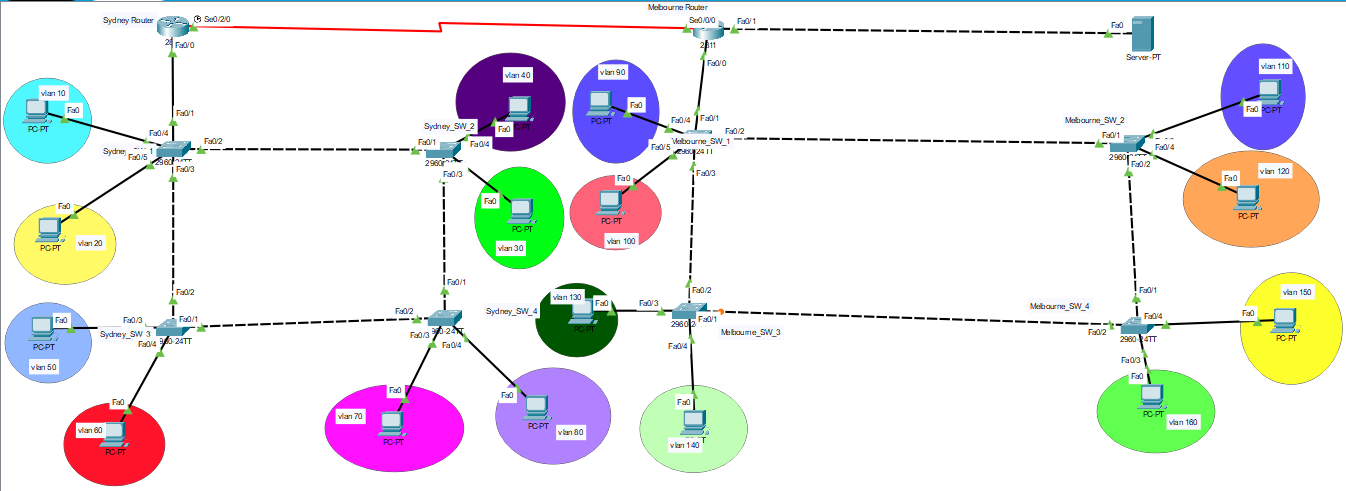 Sydney Router
Se0/2/0
Fa0/0
Melbourne Router
Se0/0/0
Fa0/1
2811
Fa0/0
Fa0
Server-PT
vlan 10
Fa0
PC-PT
Fa0/1
Fa0/4
Fa0/2
Fa0/5
2960-24TT
Fa0/3
vlan 20
Fa0
PC-PT
vlan 40
Fa0
PC-PT
Sydney_SW_2
Fa0/1
Fa0/4
Fa0/3
vlan 30
Fa0
PC-PT
vlan 90
Fa0
PC-PT
Fa0/1
Fa0/4
Fa0/2
Melbourne_SW_1
Fa0/5
Fa0/3
vlan 100
Fa0
PC-PT
Melbourne_SW_2
Fa0/1
Fa0/4
Fa0/2
vlan 110
Fa0
PC-PT
vlan 120
Fa0
PC-PT
vlan 50
Fa0
PC-PT
Fa0/2
Fa0/3
Fa0/1
Sydney_SW_3
Fa0/4
vlan 60
Fa0
PC-PT
Fa0/1
Fa0/2
Sydney_SW_4
Fa0/3
Fa0/4
vlan 70
Fa0
PC-PT
vlan 80
Fa0
PC-PT
vlan 130
Fa0
PC-PT
Fa0/2
Fa0/3
Fa0/1
Melbourne_SW_3
Fa0/4
vlan 140
Fa0
Melbourne_SW_4
Fa0/1
Fa0/2
Fa0/4
2960-24TT
Fa0/3
vlan 150
Fa0
PC-PT
vlan 160
Fa0
PC-PT